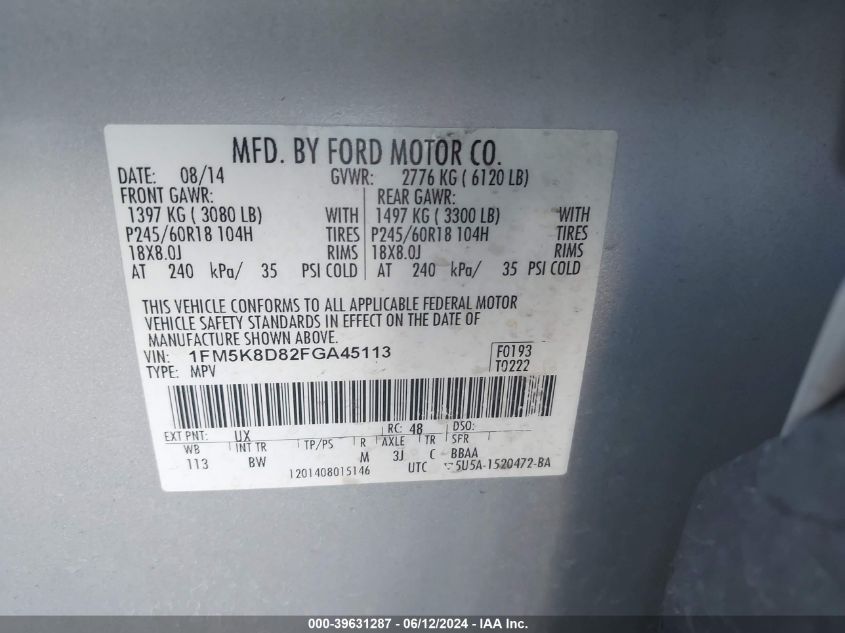 MFD. BY FORD MOTOR CO.
DATE: 08/14 GVWR: 2776 KG ( 6120 LB)
FRONT GAWR: REAR GAWR:
1397 KG ( 3080 LB) WITH 1497 KG ( 3300 LB) WITH
P245/60R18 104H TIRES P245/60R18 104H TIRES
18X8.0J RIMS 18X8.0J RIMS
AT 240 kPa/ 35 PSI COLD AT 240 kPa/ 35 PSI COLD
THIS VEHICLE CONFORMS TO ALL APPLICABLE FEDERAL MOTOR
VEHICLE SAFETY STANDARDS IN EFFECT ON THE DATE OF
MANUFACTURE SHOWN ABOVE.
VIN: 1FM5K8D82FGA45113 F0193
TYPE: MPV T0222
EXT PNT: UX RC: 48 DSO:
WB INT TR TP/PS R AXLE TR SFR
113 BW M 3J C BBAA
1201408015146 UTC 5U5A-1520472-BA
000-39631287 - 06/12/2024 - IAA Inc.